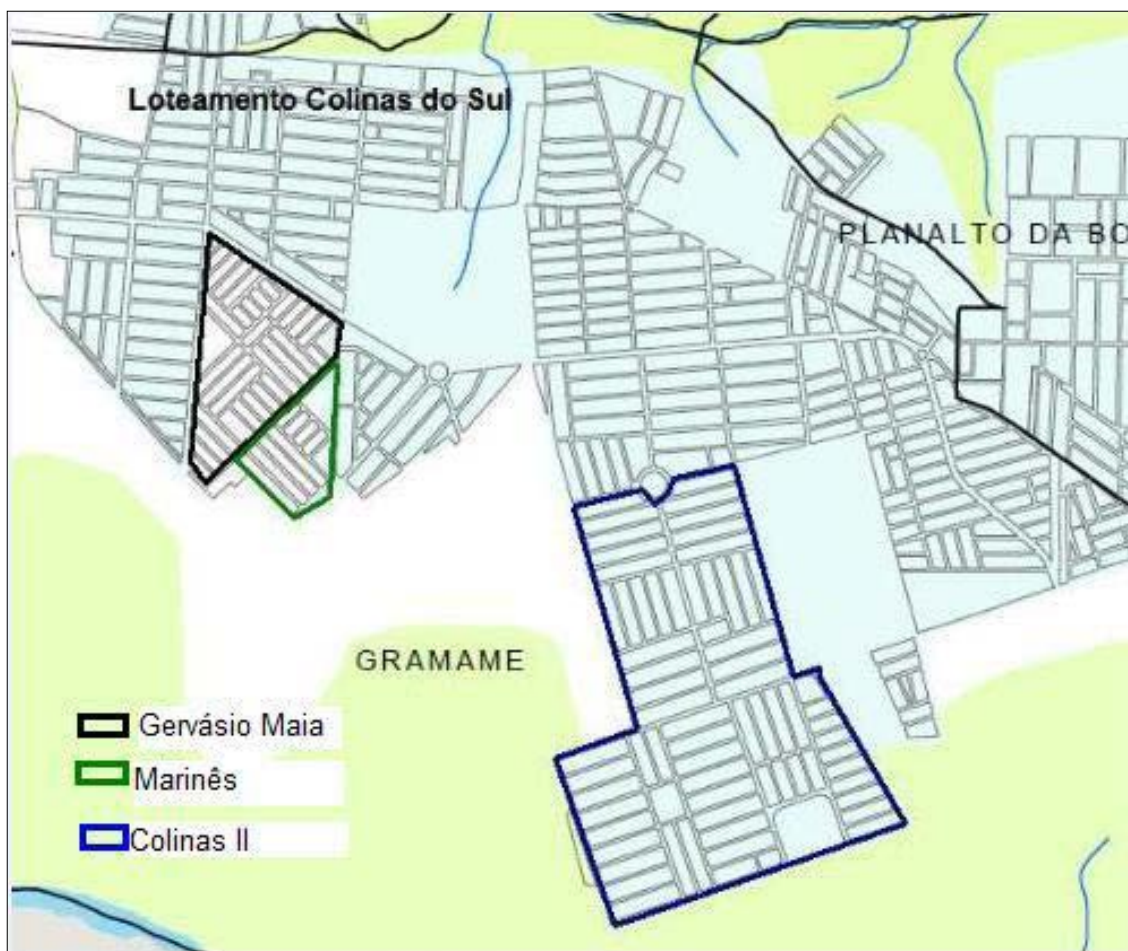 Loteamento Colinas do Sul
PLANALTO DA BO
GRAMAME
Gervásio Maia
Marinês
Colinas II